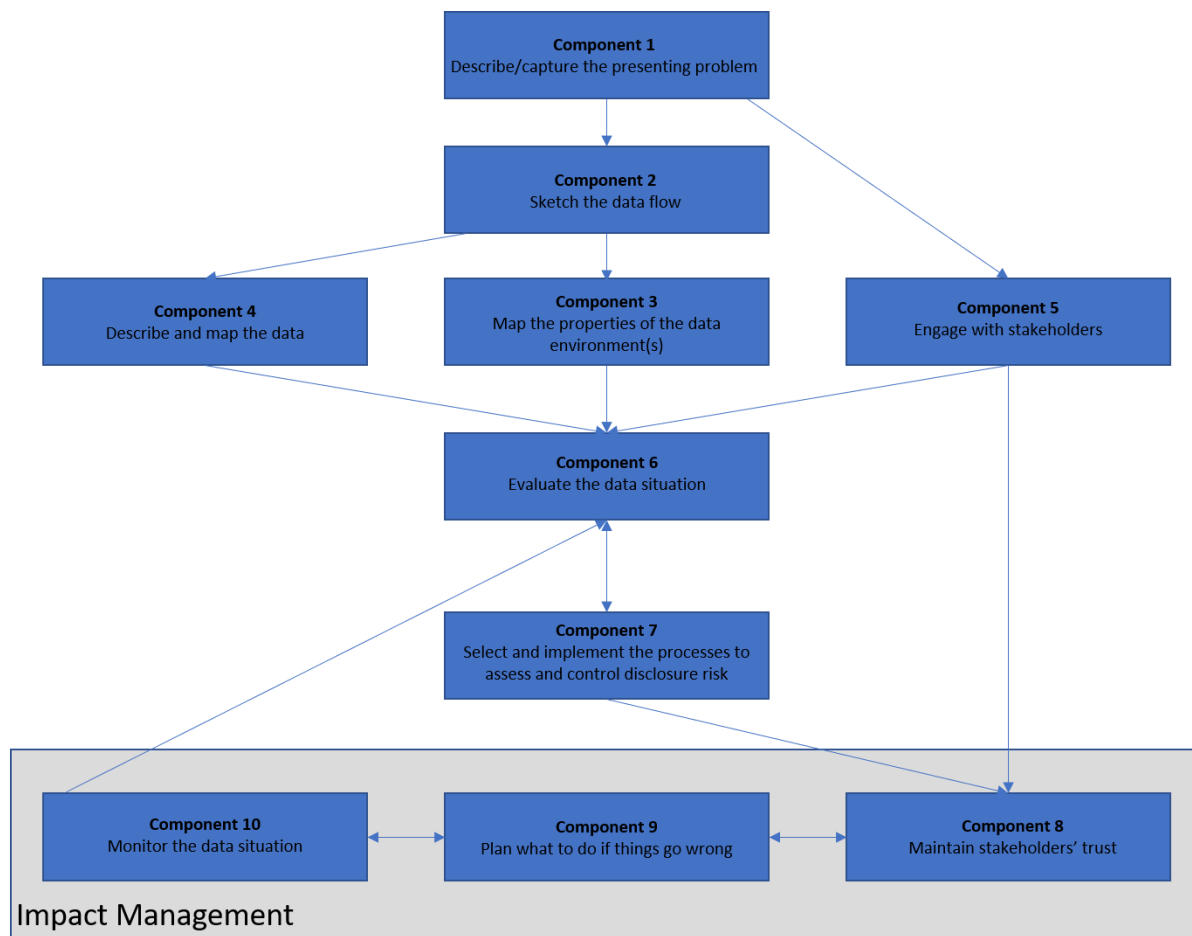 Component 1
Describe/capture the presenting problem
Component 2
Sketch the data flow
Component 4
Describe and map the data
Component 3
Map the properties of the data
environment(s)
Component 5
Engage with stakeholders
Component 6
Evaluate the data situation
Component 7
Select and implement the processes to
assess and control disclosure risk
Component 10
Monitor the data situation
Component 9
Plan what to do if things go wrong
Component 8
Maintain stakeholders’ trust
Impact Management